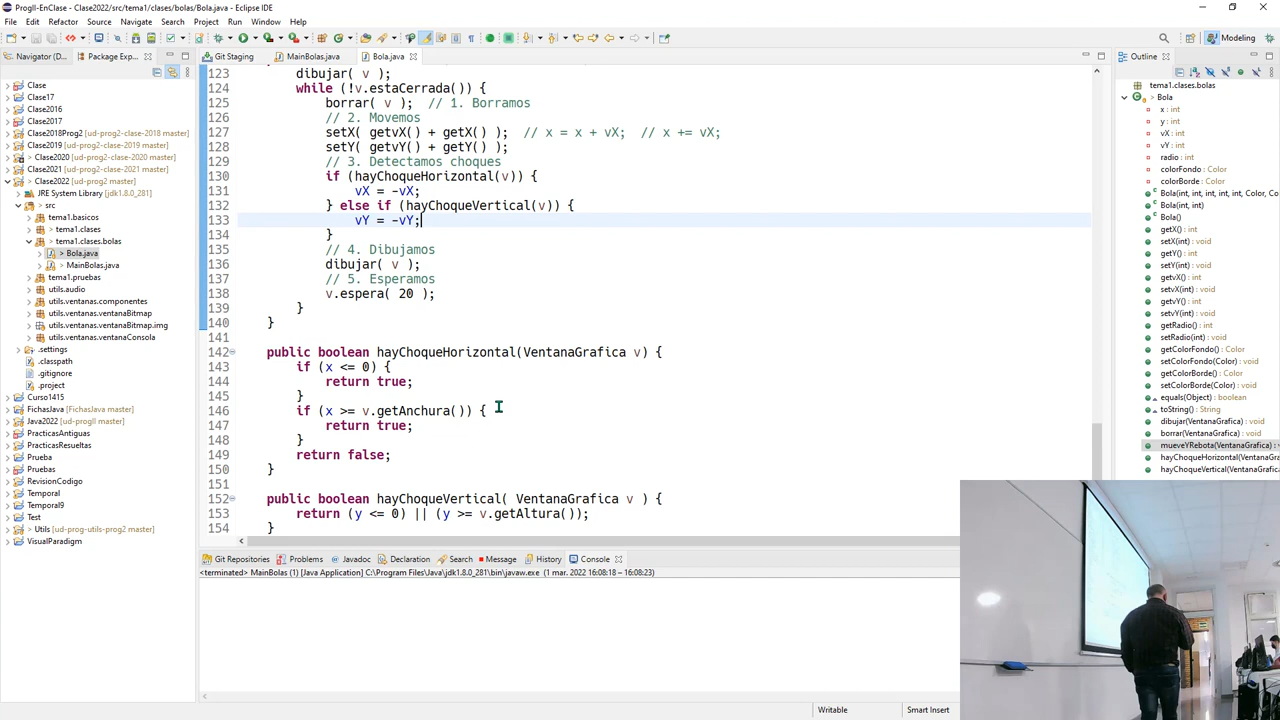 ProgII-EnClase - Clase2022/src/tema1/clases/bolas/Bola.java - Eclipse IDE
File Edit Refactor Source Navigate Search Project Run Window Help
Modeling
Navigator (D...
Package Exp...
Git Staging
MainBolas.java
Bola.java
Outline
Clase
Clase17
Clase2016
Clase2018Prog2 [ud-prog2-clase-2018 master]
Clase2019 [ud-prog2-clase-2019 master]
> Clase2020 [ud-prog2-clase-2020 master]
Clase2021 [ud-prog2-clase-2021 master]
> Clase2022 [ud-prog2 master]
JRE System Library [jdk1.8.0_281]
> src
tema1.basicos
> tema1.clases
> tema1.clases.bolas
> Bola.java
> MainBolas.java
tema1.pruebas
utils.audio
utils.ventanas.componentes
utils.ventanas.ventanaBitmap
utils.ventanas.ventanaBitmap.img
utils.ventanas.ventanaConsola
.settings
.classpath
.gitignore
.project
Curso1415
FichasJava [FichasJava master]
Java2022 [ud-progII master]
PracticasAntiguas
PracticasResueltas
Prueba
Pruebas
RevisionCodigo
Temporal
Temporal9
Test
> Utils [ud-prog-utils-prog2 master]
VisualParadigm
123 dibujar( v );
124 while (!v.estaCerrada()) {
125 borrar( v ); // 1. Borramos
126 // 2. Movemos
127 setX( getvX() + getX() ); // x = x + vX; // x += vX;
128 setY( getvY() + getY() );
129 // 3. Detectamos choques
130 if (hayChoqueHorizontal(v)) {
131 vX = -vX;
132 } else if (hayChoqueVertical(v)) {
133 vY = -vY;
134 }
135 // 4. Dibujamos
136 dibujar( v );
137 // 5. Esperamos
138 v.espera( 20 );
139 }
140 }
141
142 public boolean hayChoqueHorizontal(VentanaGrafica v) {
143 if (x <= 0) {
144 return true;
145 }
146 if (x >= v.getAnchura()) {
147 return true;
148 }
149 return false;
150 }
151
152 public boolean hayChoqueVertical( VentanaGrafica v ) {
153 return (y <= 0) || (y >= v.getAltura());
154 }
tema1.clases.bolas
Bola
x : int
y : int
vX : int
vY : int
radio : int
colorFondo : Color
colorBorde : Color
Bola(int, int, int, int, int, Color, Co
Bola(int, int)
Bola()
getX() : int
setX(int) : void
getY() : int
setY(int) : void
getvX() : int
setvX(int) : void
getvY() : int
setvY(int) : void
getRadio() : int
setRadio(int) : void
getColorFondo() : Color
setColorFondo(Color) : void
getColorBorde() : Color
setColorBorde(Color) : void
equals(Object) : boolean
toString() : String
dibujar(VentanaGrafica) : void
borrar(VentanaGrafica) : void
mueveYRebota(VentanaGrafica) :
hayChoqueHorizontal(VentanaGra
hayChoqueVertical(VentanaGrafica
Git Repositories
Problems
Javadoc
Declaration
Search
Message
History
Console
<terminated> MainBolas (1) [Java Application] C:\Program Files\Java\jdk1.8.0_281\bin\javaw.exe (1 mar. 2022 16:08:18 – 16:08:23)
Writable
Smart Insert